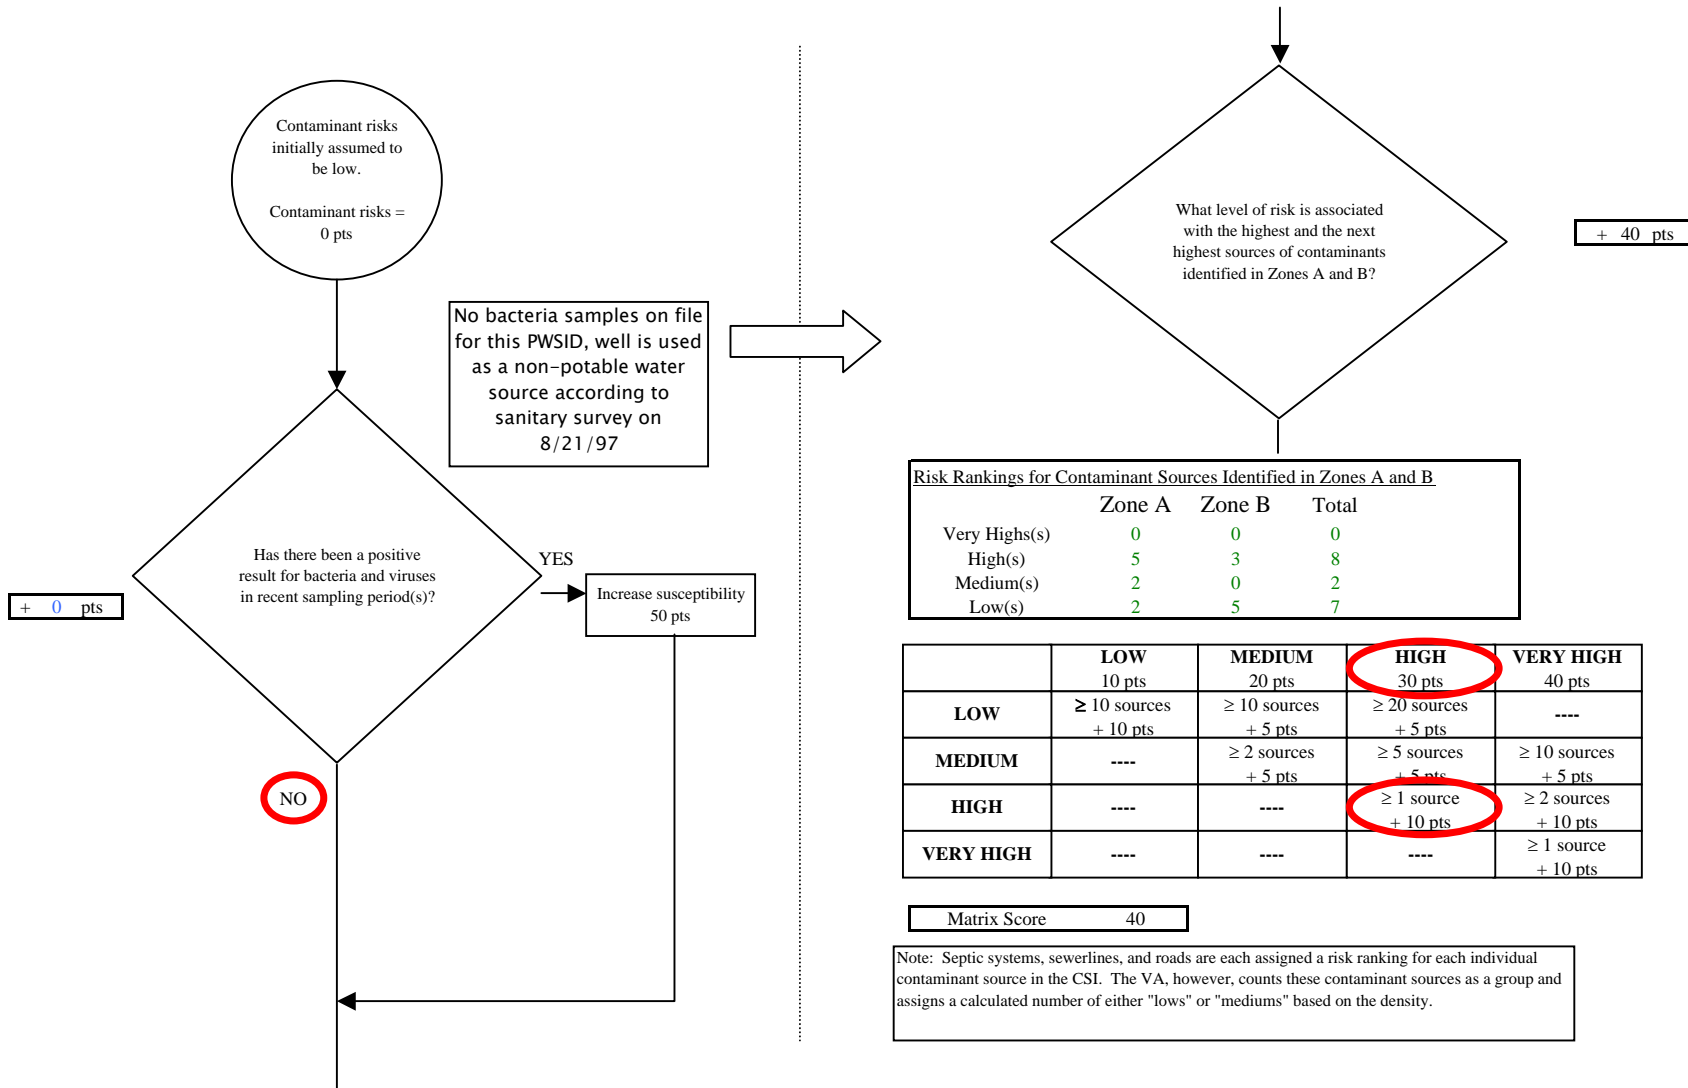 Contaminant risks
initially assumed to
be low.
Contaminant risks =
0 pts
No bacteria samples on file
for this PWSID, well is used
as a non-potable water
source according to
sanitary survey on
8/21/97
Has there been a positive
result for bacteria and viruses
in recent sampling period(s)?
YES
Increase susceptibility
50 pts
+ 0 pts
NO
What level of risk is associated
with the highest and the next
highest sources of contaminants
identified in Zones A and B?
+ 40 pts
Risk Rankings for Contaminant Sources Identified in Zones A and B
Zone A Zone B Total
Very Highs(s) 0 0 0
High(s) 5 3 8
Medium(s) 2 0 2
Low(s) 2 5 7
LOW MEDIUM HIGH VERY HIGH
10 pts 20 pts 30 pts 40 pts
LOW ≥ 10 sources ≥ 10 sources ≥ 20 sources ----
+ 10 pts + 5 pts + 5 pts
MEDIUM ---- ≥ 2 sources ≥ 5 sources ≥ 10 sources
+ 5 pts + 5 pts + 5 pts
HIGH ---- ---- ≥ 1 source ≥ 2 sources
+ 10 pts + 10 pts
VERY HIGH ---- ---- ---- ≥ 1 source
+ 10 pts
Matrix Score 40
Note: Septic systems, sewerlines, and roads are each assigned a risk ranking for each individual
contaminant source in the CSI. The VA, however, counts these contaminant sources as a group and
assigns a calculated number of either "lows" or "mediums" based on the density.